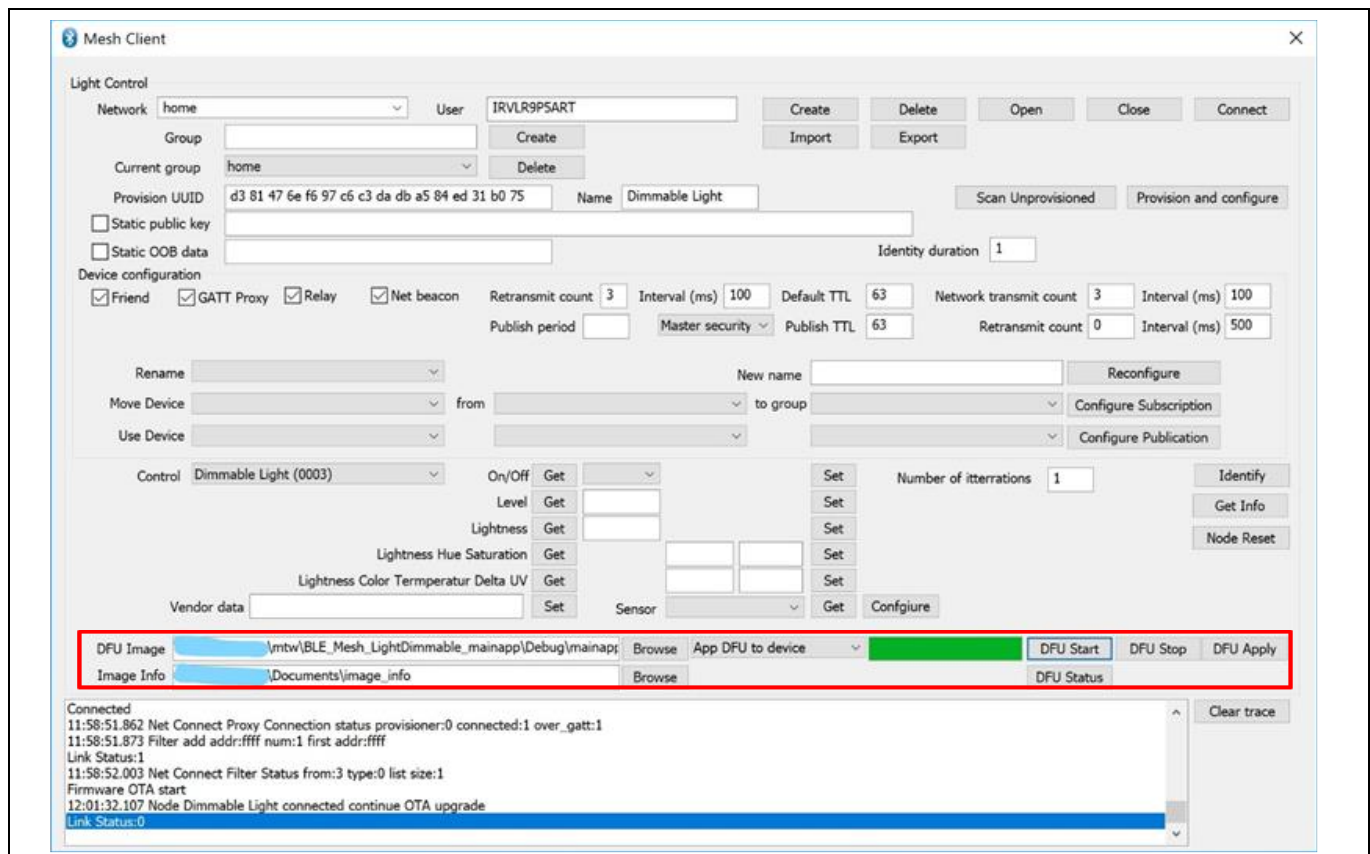 Mesh Client
Light Control
Network home User IRVLR9PSART Create Delete Open Close Connect
Group Create Import Export
Current group home Delete
Provision UUID d3 81 47 6e f6 97 c6 c3 da db a5 84 ed 31 b0 75 Name Dimmable Light Scan Unprovisioned Provision and configure
Static public key
Static OOB data Identity duration 1
Device configuration
Friend GATT Proxy Relay Net beacon Retransmit count 3 Interval (ms) 100 Default TTL 63 Network transmit count 3 Interval (ms) 100
Publish period Master security Publish TTL 63 Retransmit count 0 Interval (ms) 500
Rename New name Reconfigure
Move Device from to group Configure Subscription
Use Device Configure Publication
Control Dimmable Light (0003) On/Off Get Set Number of itterrations 1 Identify
Level Get Set Get Info
Lightness Get Set Node Reset
Lightness Hue Saturation Get Set
Lightness Color Termperatur Delta UV Get Set
Vendor data Set Sensor Get Confgiure
DFU Image \mtw\BLE_Mesh_LightDimmable_mainapp\Debug\mainapp Browse App DFU to device DFU Start DFU Stop DFU Apply
Image Info \Documents\image_info Browse DFU Status
Connected Clear trace
11:58:51.862 Net Connect Proxy Connection status provisioner:0 connected:1 over_gatt:1
11:58:51.873 Filter add addr:ffff num:1 first addr:ffff
Link Status:1
11:58:52.003 Net Connect Filter Status from:3 type:0 list size:1
Firmware OTA start
12:01:32.107 Node Dimmable Light connected continue OTA upgrade
Link Status:0